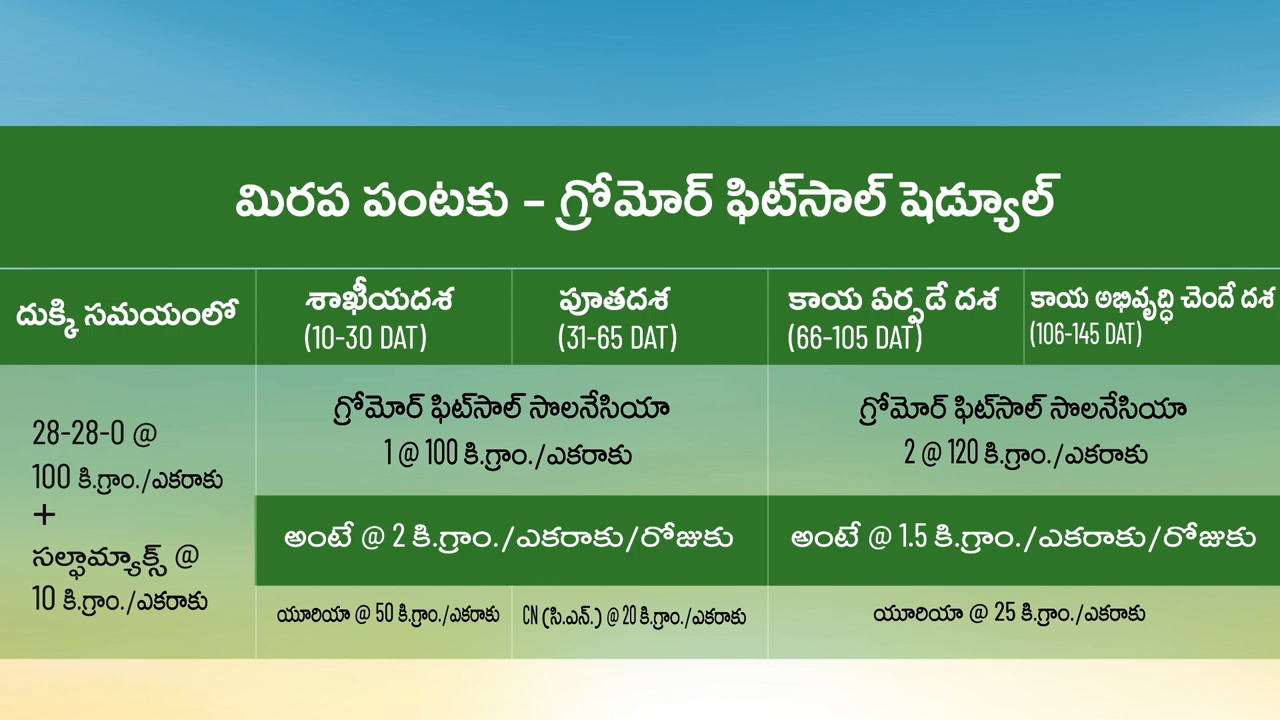 మిరప పంటకు – గ్రోమోర్ ఫిట్‌సాల్ షెడ్యూల్
దుక్కి సమయంలో
శాఖీయదశ
(10-30 DAT)
పూతదశ
(31-65 DAT)
కాయ ఏర్పడే దశ
(66-105 DAT)
కాయ అభివృద్ధి చెందే దశ
(106-145 DAT)
28-28-0 @
100 కి.గ్రాం./ఎకరాకు
+
సల్ఫామ్యాక్స్ @
10 కి.గ్రాం./ఎకరాకు
గ్రోమోర్ ఫిట్‌సాల్ సొలనేసియా
1 @ 100 కి.గ్రాం./ఎకరాకు
గ్రోమోర్ ఫిట్‌సాల్ సొలనేసియా
2 @ 120 కి.గ్రాం./ఎకరాకు
అంటే @ 2 కి.గ్రాం./ఎకరాకు/రోజుకు
అంటే @ 1.5 కి.గ్రాం./ఎకరాకు/రోజుకు
యూరియా @ 50 కి.గ్రాం./ఎకరాకు
CN (సి.ఎన్.) @ 20 కి.గ్రాం./ఎకరాకు
యూరియా @ 25 కి.గ్రాం./ఎకరాకు